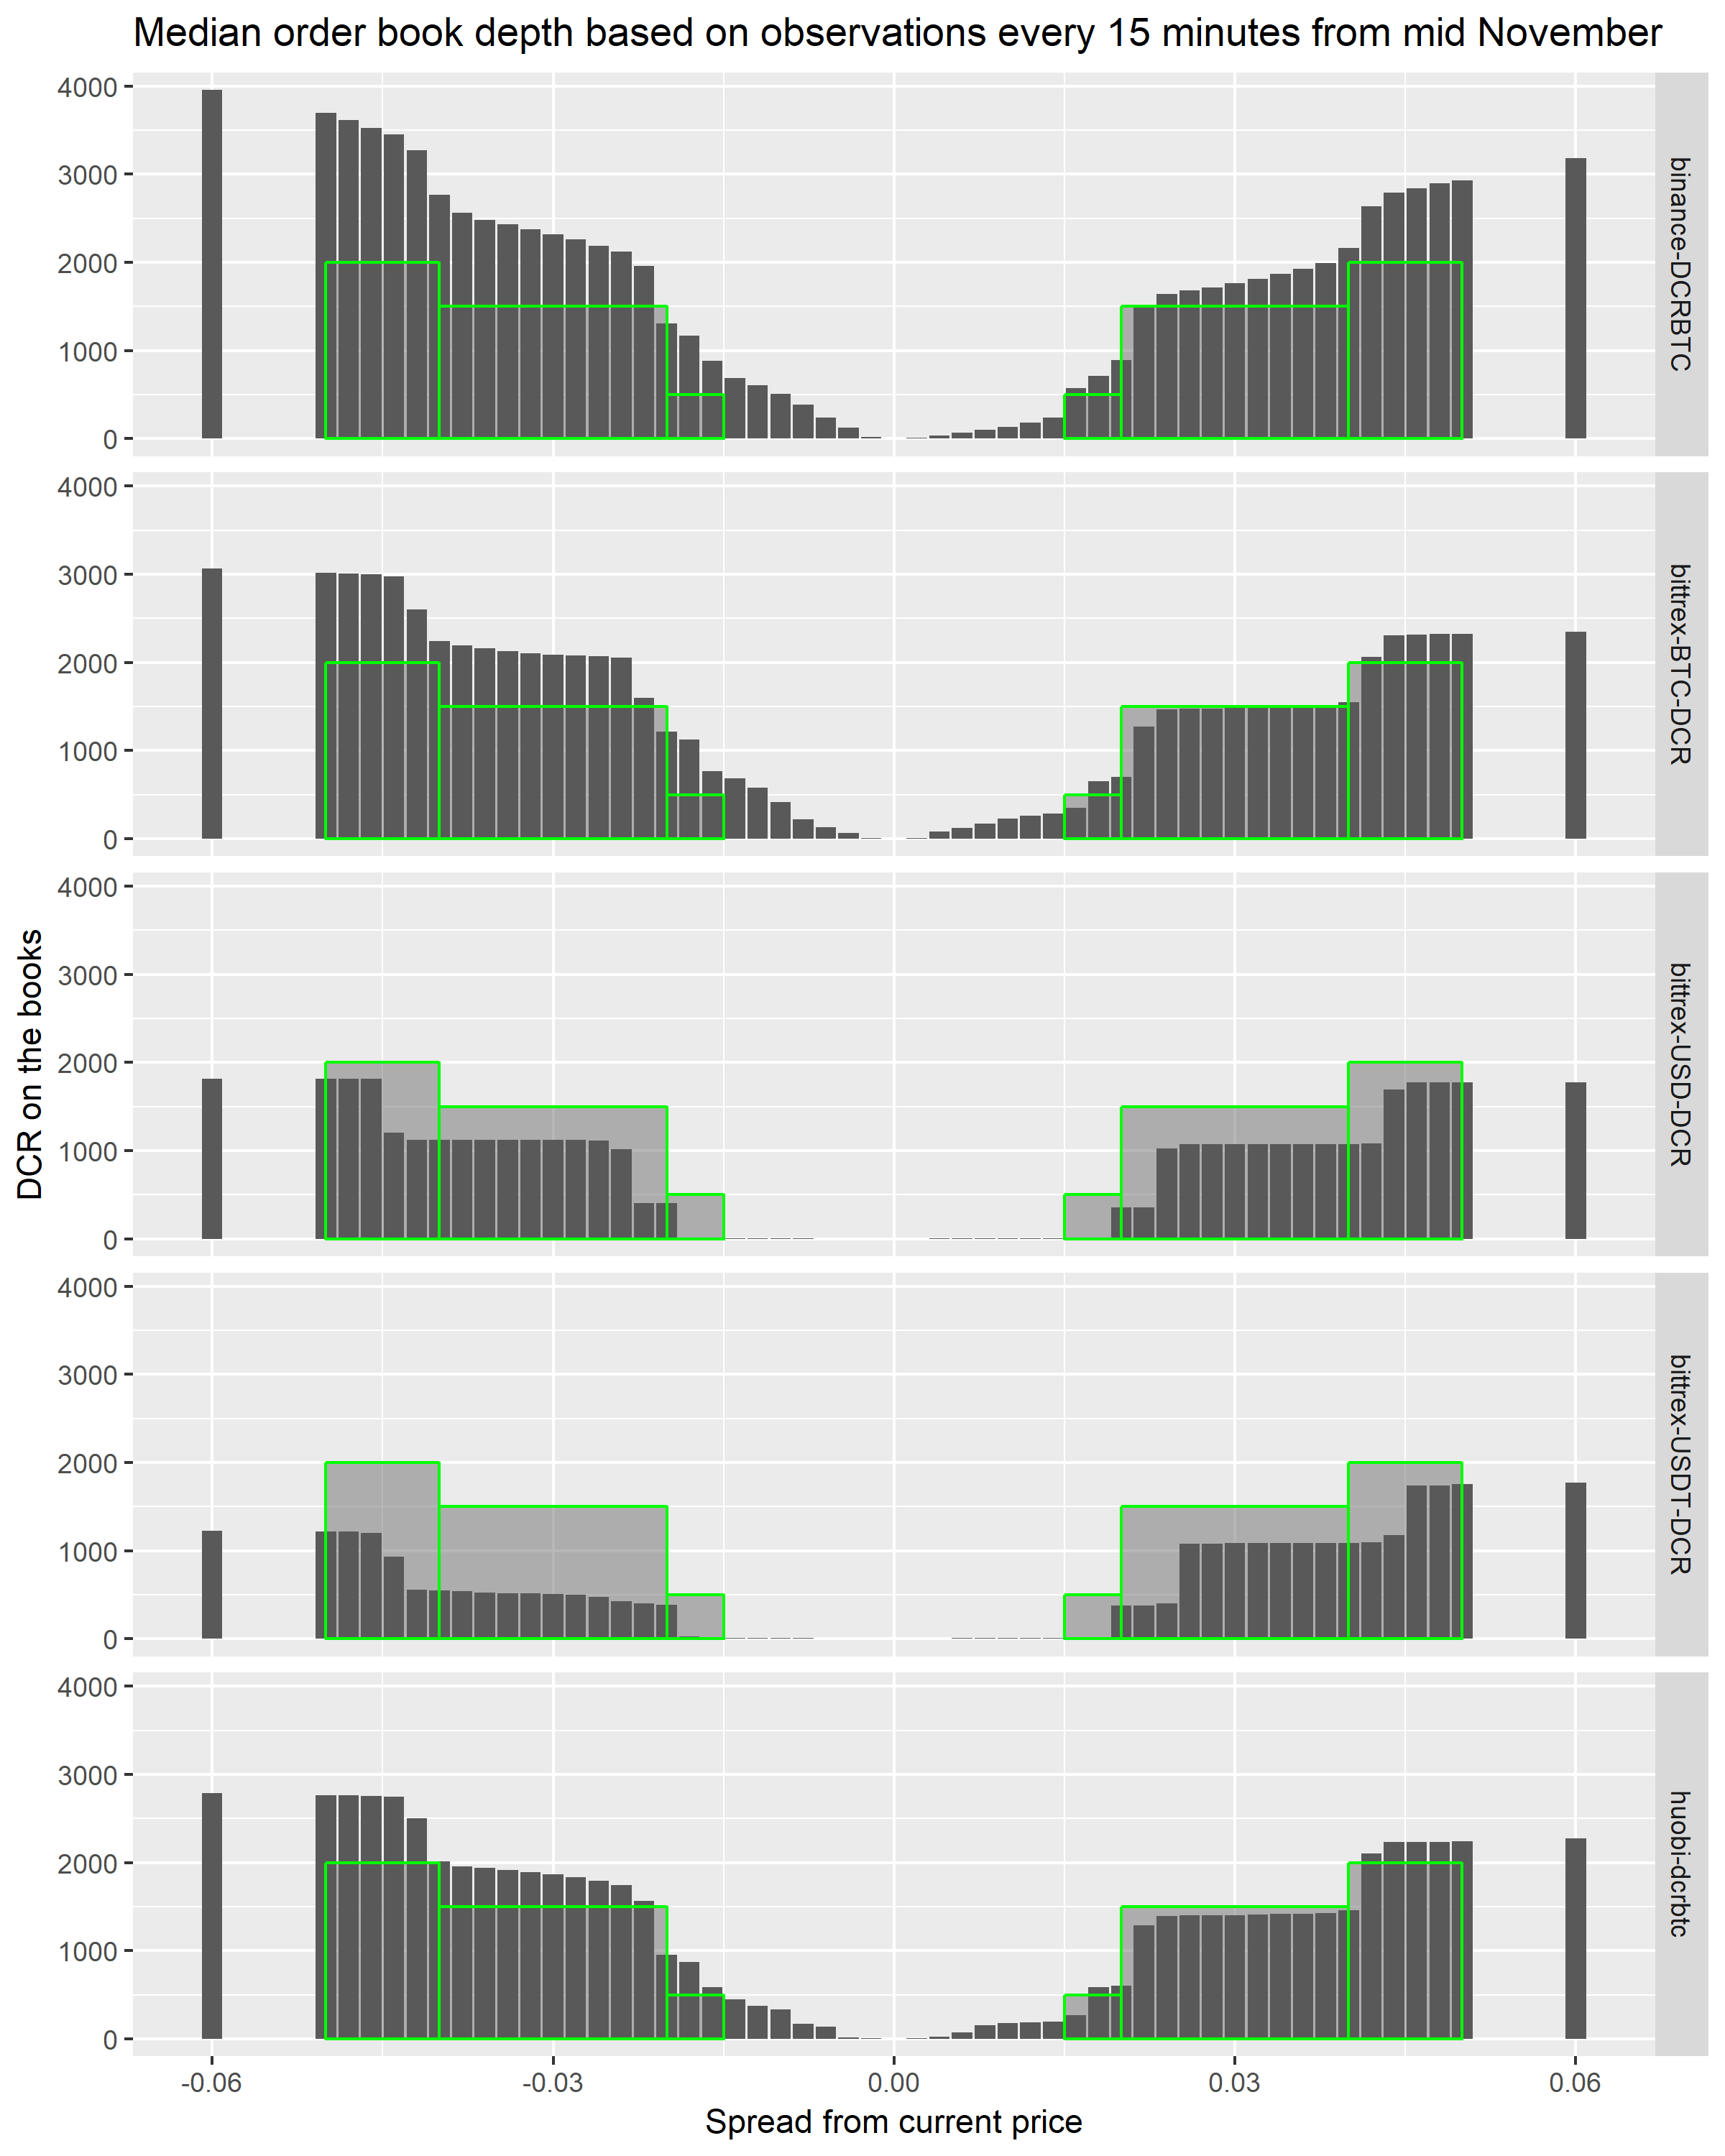 Median order book depth based on observations every 15 minutes from mid November
DCR on the books
4000
3000
2000
1000
0
binance-DCRBTC
4000
3000
2000
1000
0
bittrex-BTC-DCR
4000
3000
2000
1000
0
bittrex-USD-DCR
4000
3000
2000
1000
0
bittrex-USDT-DCR
4000
3000
2000
1000
0
huobi-dcrbtc
-0.06 -0.03 0.00 0.03 0.06
Spread from current price